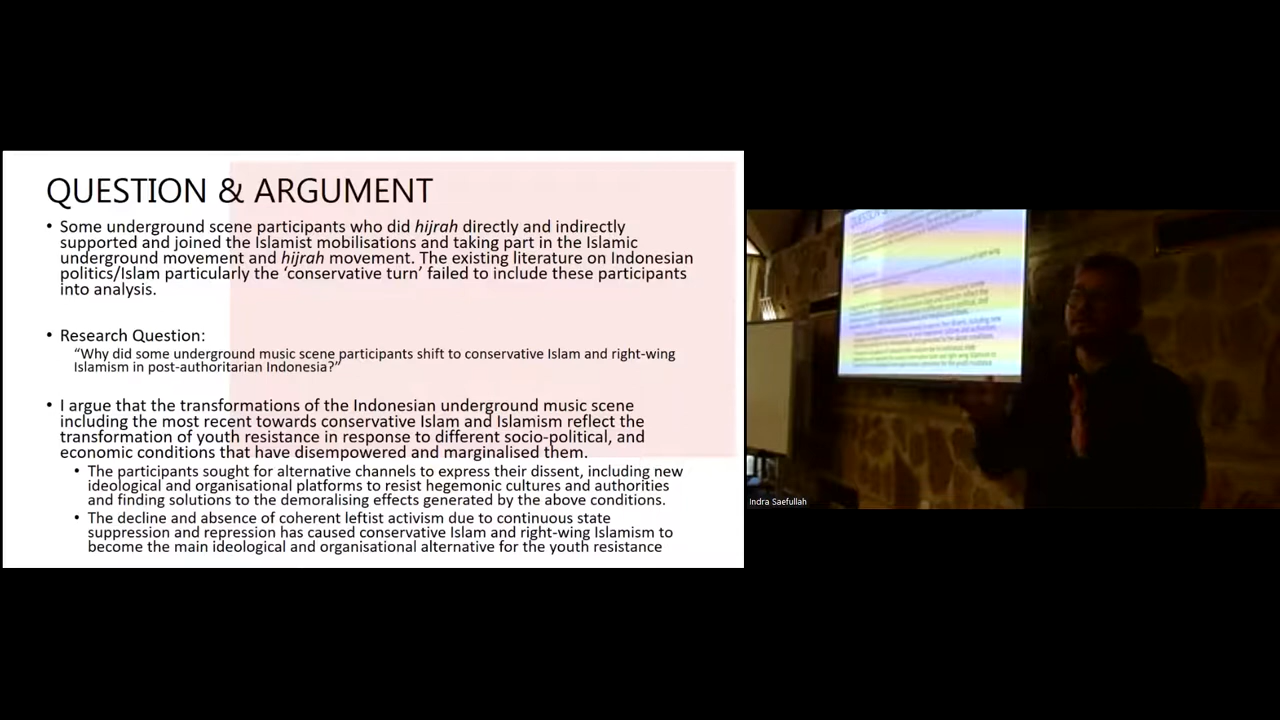 QUESTION & ARGUMENT
• Some underground scene participants who did hijrah directly and indirectly
supported and joined the Islamist mobilisations and taking part in the Islamic
underground movement and hijrah movement. The existing literature on Indonesian
politics/Islam particularly the ‘conservative turn’ failed to include these participants
into analysis.
• Research Question:
“Why did some underground music scene participants shift to conservative Islam and right-wing
Islamism in post-authoritarian Indonesia?”
• I argue that the transformations of the Indonesian underground music scene
including the most recent towards conservative Islam and Islamism reflect the
transformation of youth resistance in response to different socio-political, and
economic conditions that have disempowered and marginalised them.
• The participants sought for alternative channels to express their dissent, including new
ideological and organisational platforms to resist hegemonic cultures and authorities
and finding solutions to the demoralising effects generated by the above conditions.
• The decline and absence of coherent leftist activism due to continuous state
suppression and repression has caused conservative Islam and right-wing Islamism to
become the main ideological and organisational alternative for the youth resistance
Indra Saefullah